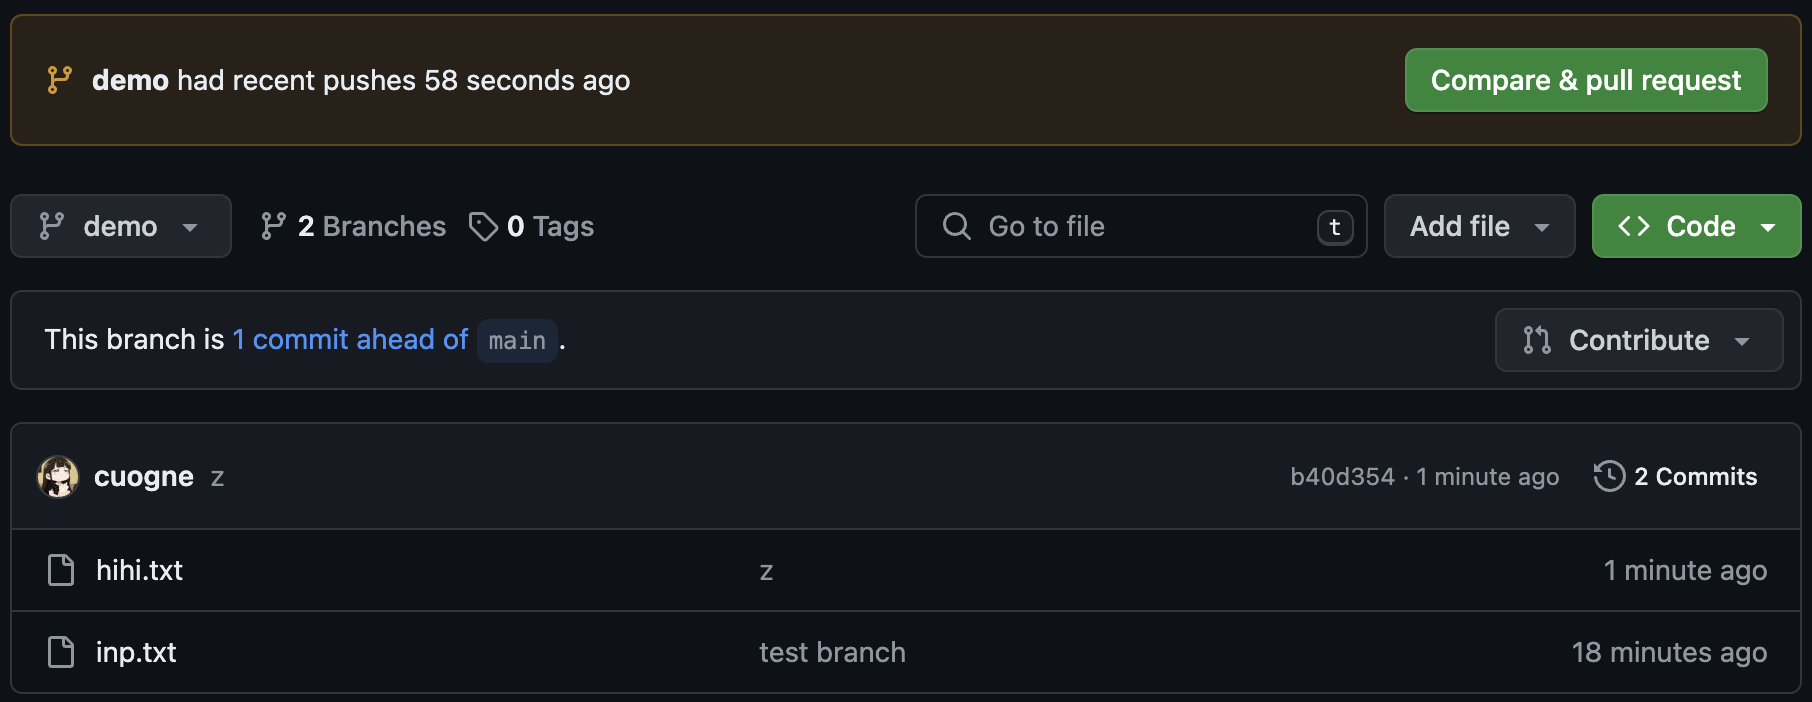 demo had recent pushes 58 seconds ago
Compare & pull request
demo
2 Branches
0 Tags
Go to file
t
Add file
Code
This branch is 1 commit ahead of main .
Contribute
cuogne z
b40d354 · 1 minute ago
2 Commits
hihi.txt
z
1 minute ago
inp.txt
test branch
18 minutes ago